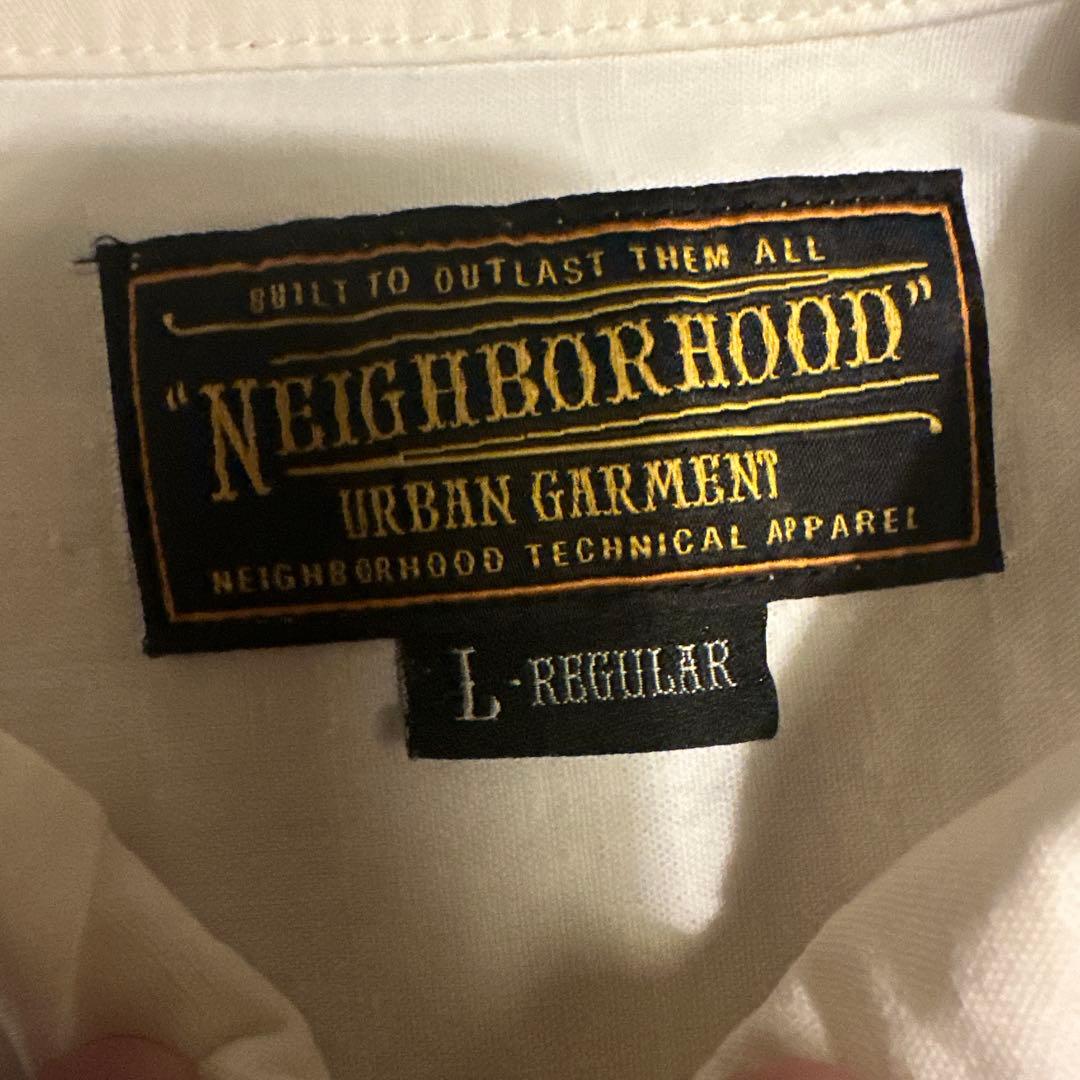 BUILT TO OUTLAST THEM ALL
"NEIGHBORHOOD"
URBAN GARMENT
NEIGHBORHOOD TECHNICAL APPAREL
L-REGULAR